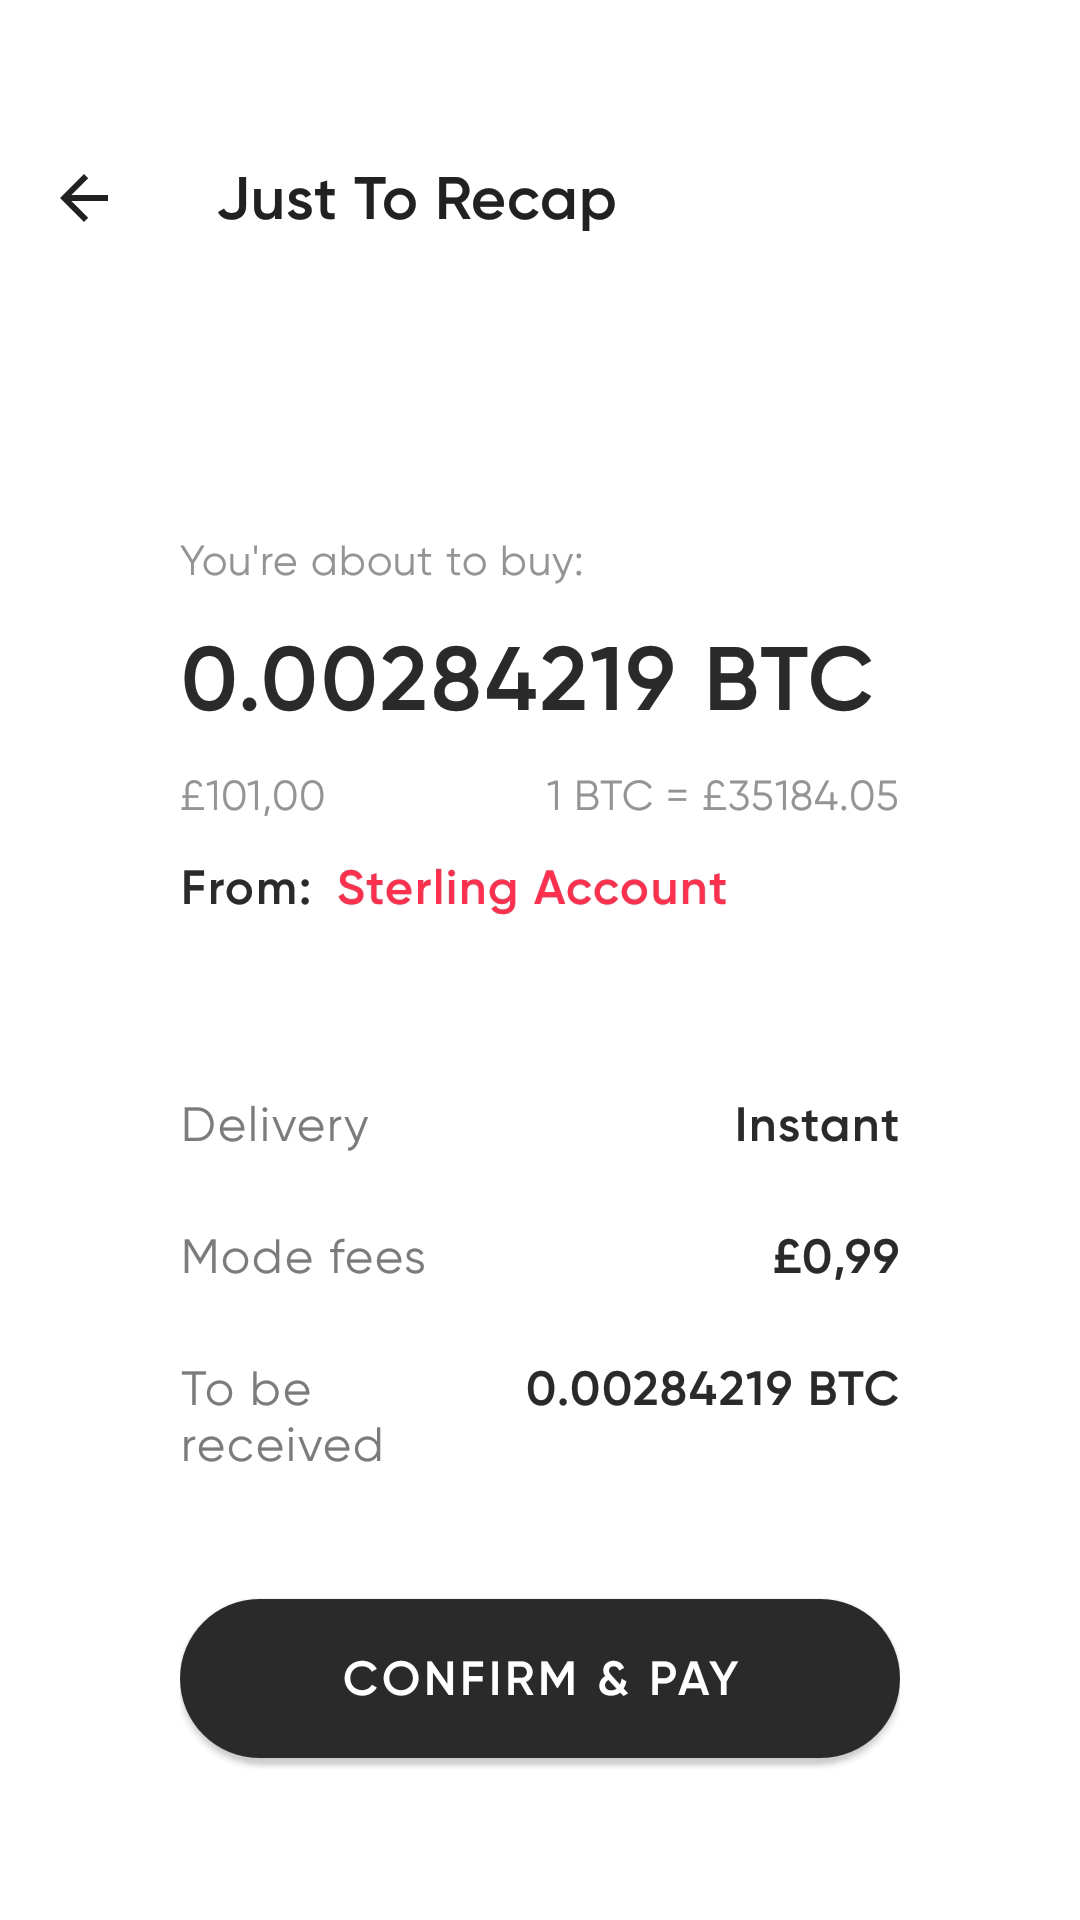 Just To Recap
You're about to buy:
0.00284219 BTC
£101,00 1 BTC = £35184.05
From: Sterling Account
Delivery Instant
Mode fees £0,99
To be 0.00284219 BTC
received
CONFIRM & PAY